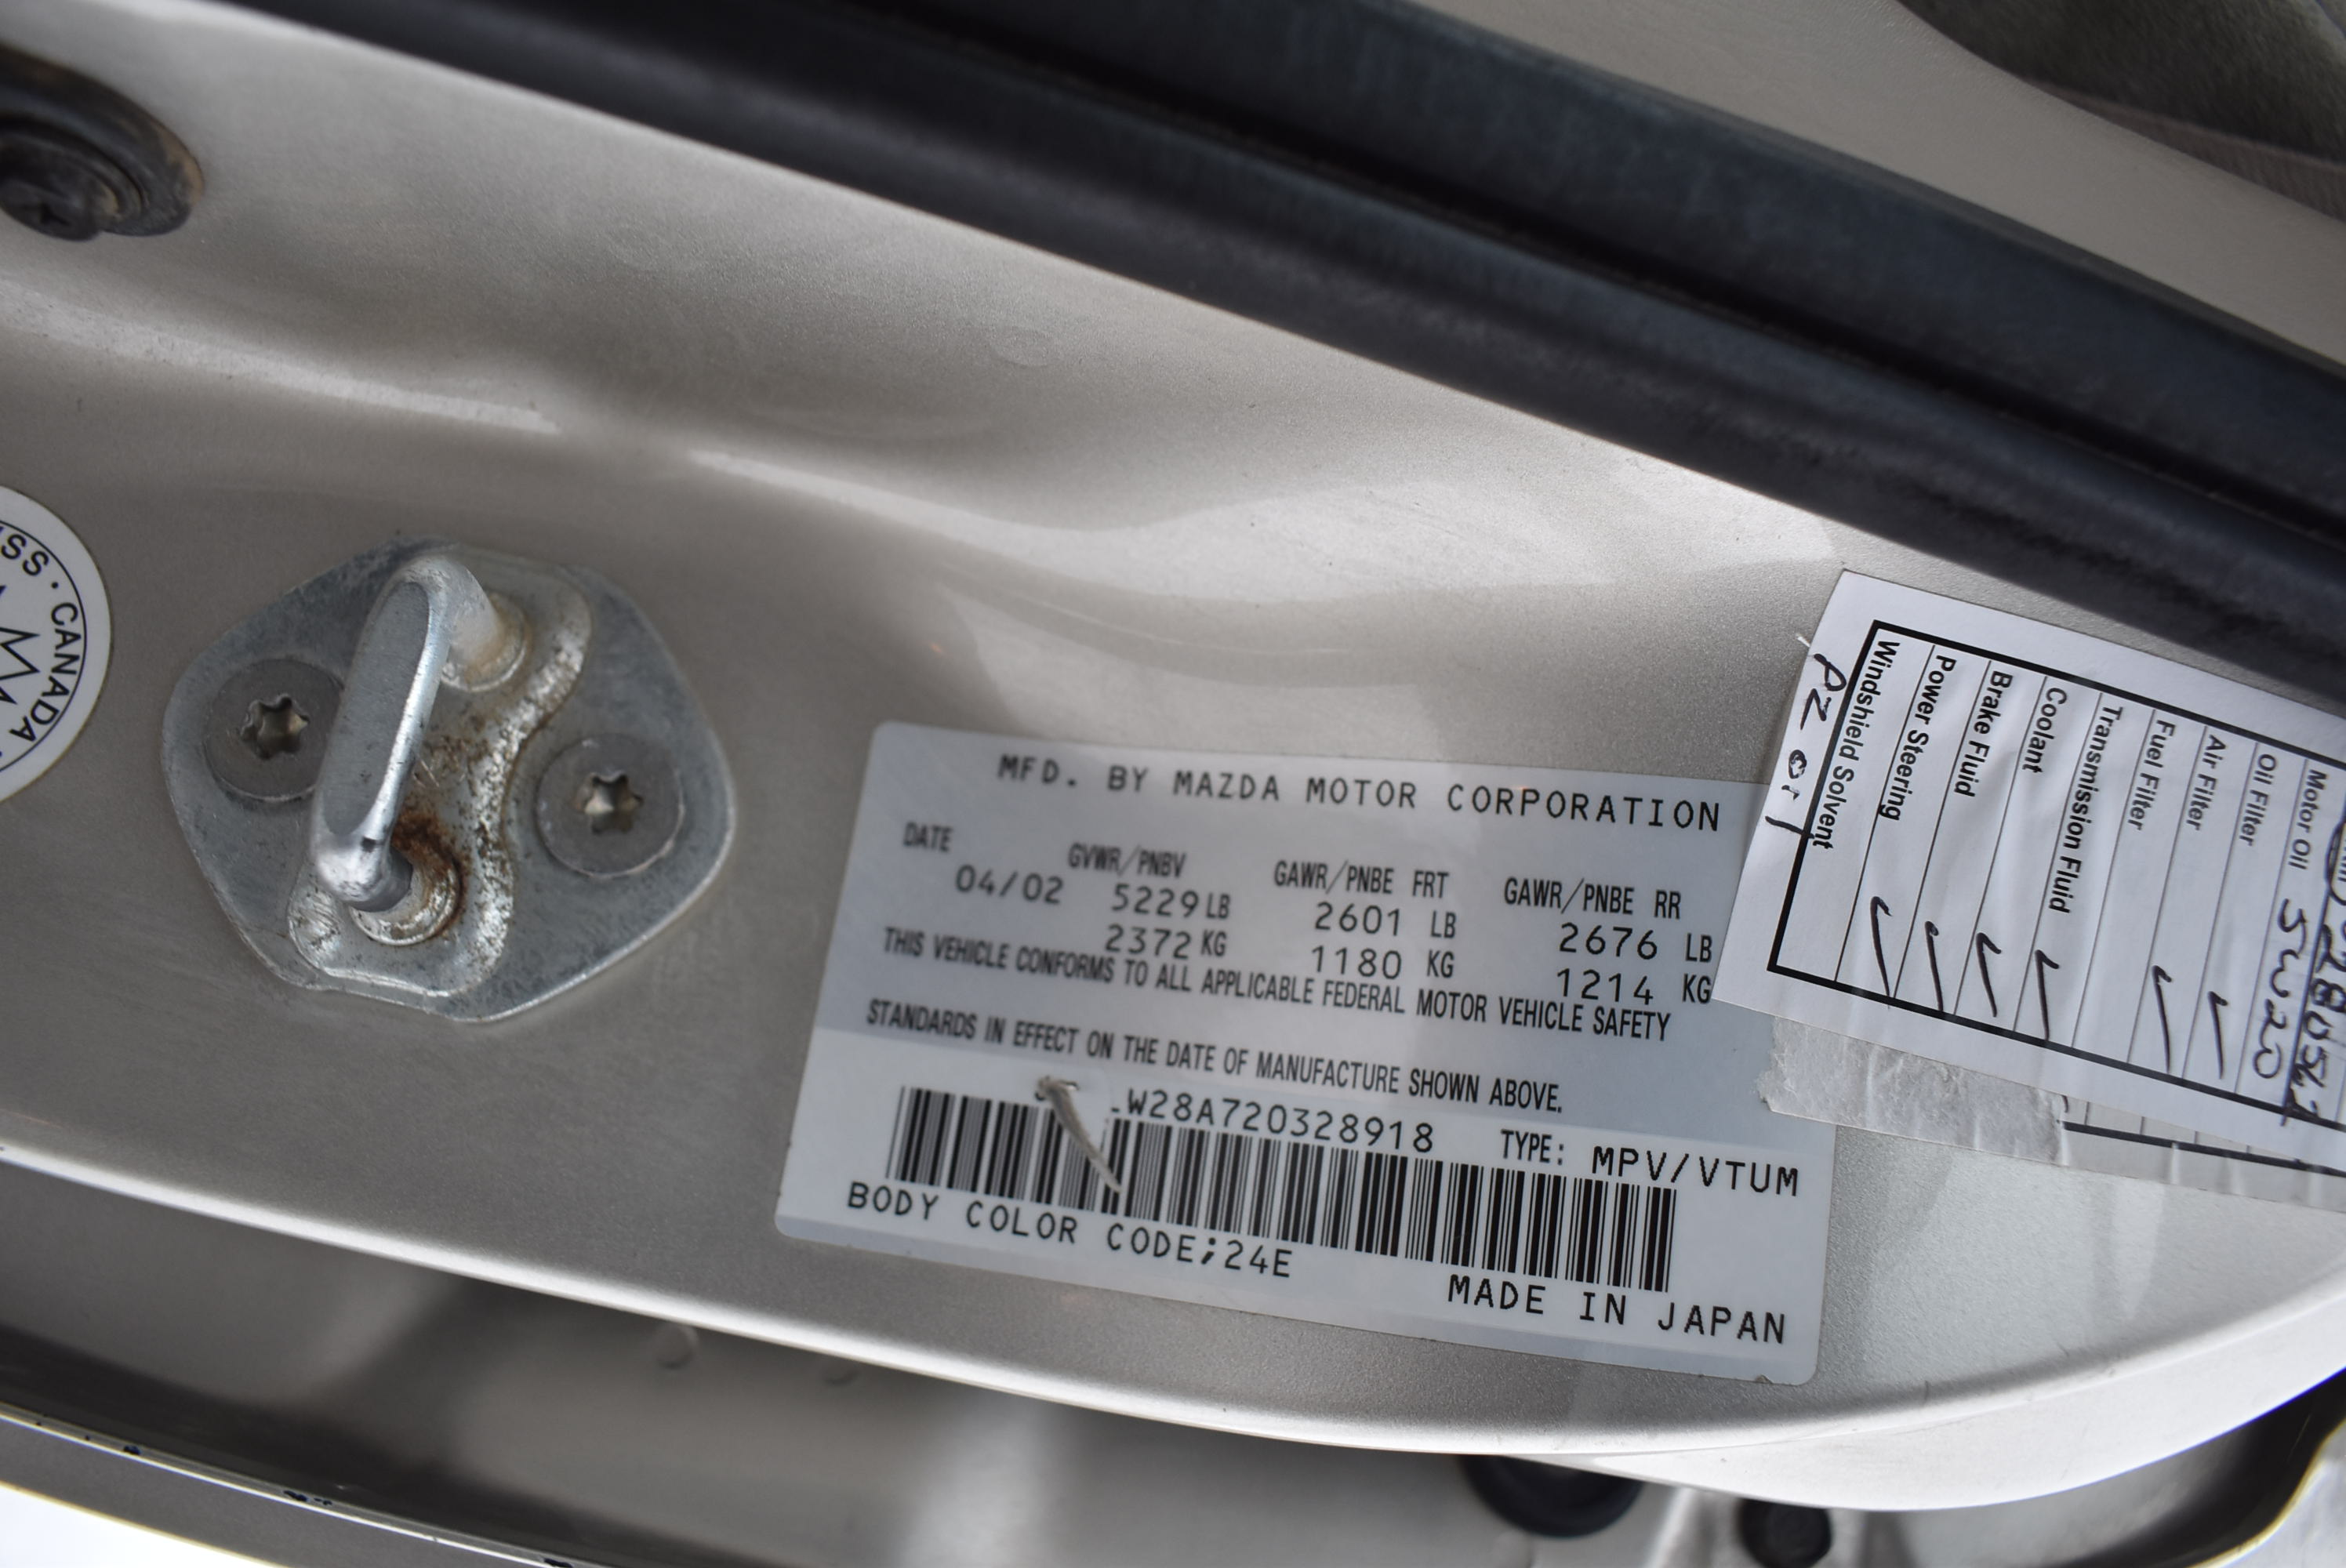 CANADA
MFD. BY MAZDA MOTOR CORPORATION
DATE GVWR/PNBV GAWR/PNBE FRT GAWR/PNBE RR
04/02 5229 LB 2601 LB 2676 LB
2372 KG 1180 KG 1214 KG
THIS VEHICLE CONFORMS TO ALL APPLICABLE FEDERAL MOTOR VEHICLE SAFETY
STANDARDS IN EFFECT ON THE DATE OF MANUFACTURE SHOWN ABOVE.
W28A720328918 TYPE: MPV/VTUM
BODY COLOR CODE;24E
MADE IN JAPAN
Motor Oil 5W20
Oil Filter
Air Filter ✓
Fuel Filter ✓
Transmission Fluid
Coolant ✓
Brake Fluid ✓
Power Steering ✓
Windshield Solvent ✓